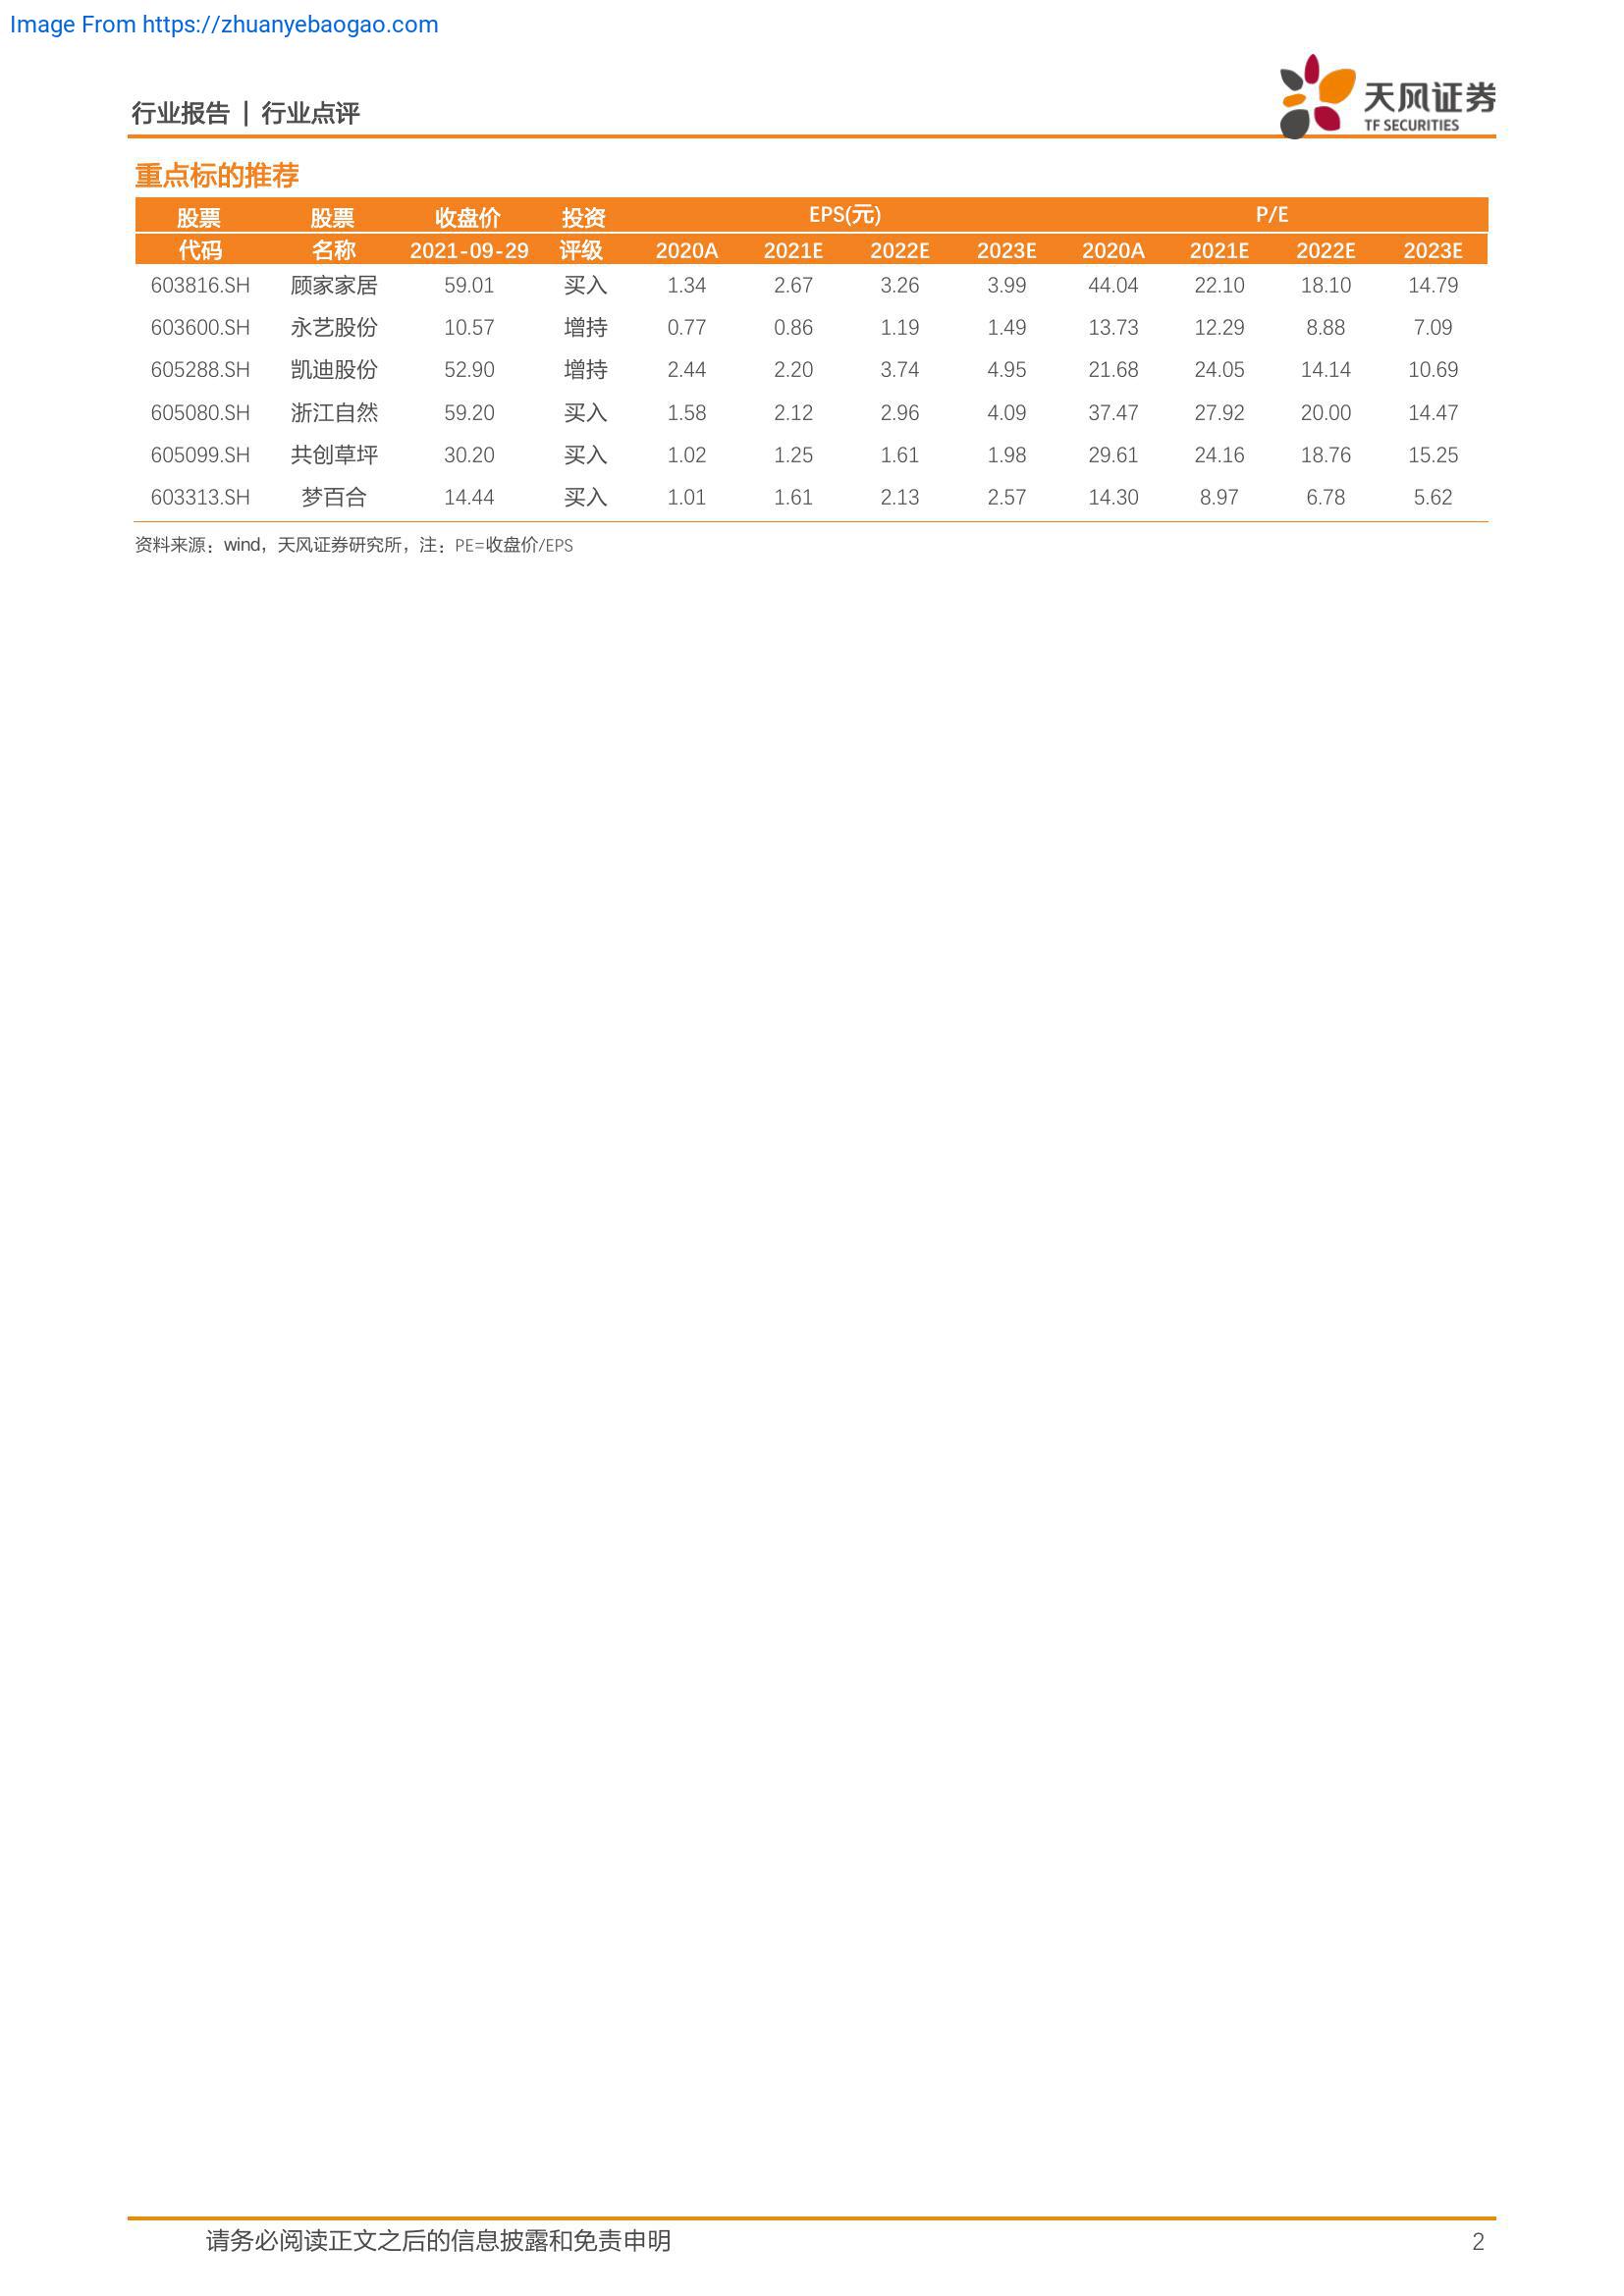 Image From https://zhuanyebaogao.com
行业报告 | 行业点评
天风证券
TF SECURITIES
重点标的推荐
股票 股票 收盘价 投资 EPS(元) P/E
代码 名称 2021-09-29 评级 2020A 2021E 2022E 2023E 2020A 2021E 2022E 2023E
603816.SH 顾家家居 59.01 买入 1.34 2.67 3.26 3.99 44.04 22.10 18.10 14.79
603600.SH 永艺股份 10.57 增持 0.77 0.86 1.19 1.49 13.73 12.29 8.88 7.09
605288.SH 凯迪股份 52.90 增持 2.44 2.20 3.74 4.95 21.68 24.05 14.14 10.69
605080.SH 浙江自然 59.20 买入 1.58 2.12 2.96 4.09 37.47 27.92 20.00 14.47
605099.SH 共创草坪 30.20 买入 1.02 1.25 1.61 1.98 29.61 24.16 18.76 15.25
603313.SH 梦百合 14.44 买入 1.01 1.61 2.13 2.57 14.30 8.97 6.78 5.62
资料来源：wind，天风证券研究所，注：PE=收盘价/EPS
请务必阅读正文之后的信息披露和免责申明 2